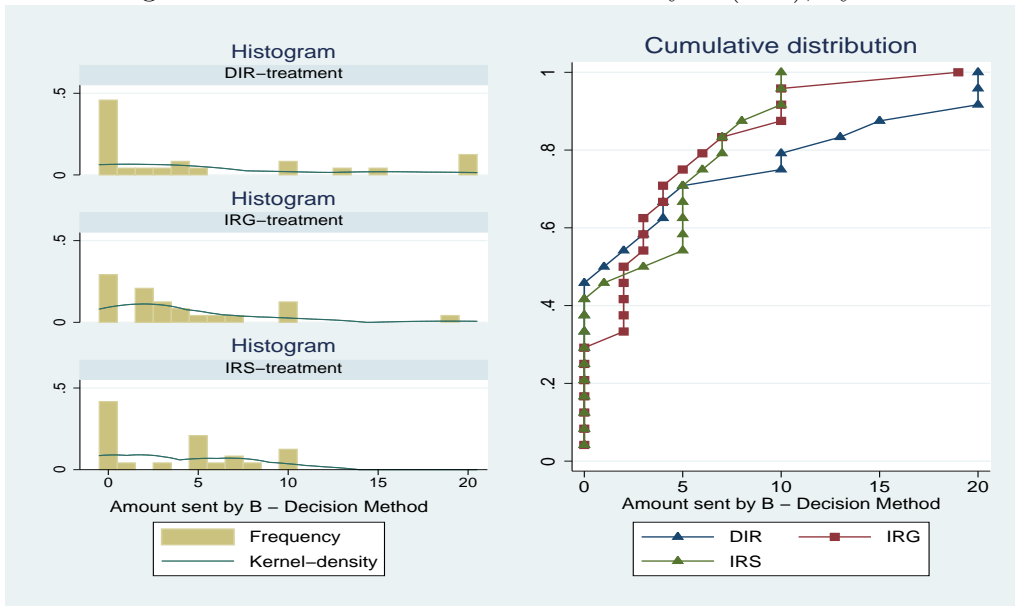 Histogram
DIR−treatment
.5
0
Histogram
IRG−treatment
.5
0
Histogram
IRS−treatment
.5
0
0 5 10 15 20
Amount sent by B − Decision Method
Frequency
Kernel−density
Cumulative distribution
1
.8
.6
.4
.2
0
0 5 10 15 20
Amount sent by B − Decision Method
DIR IRG
IRS